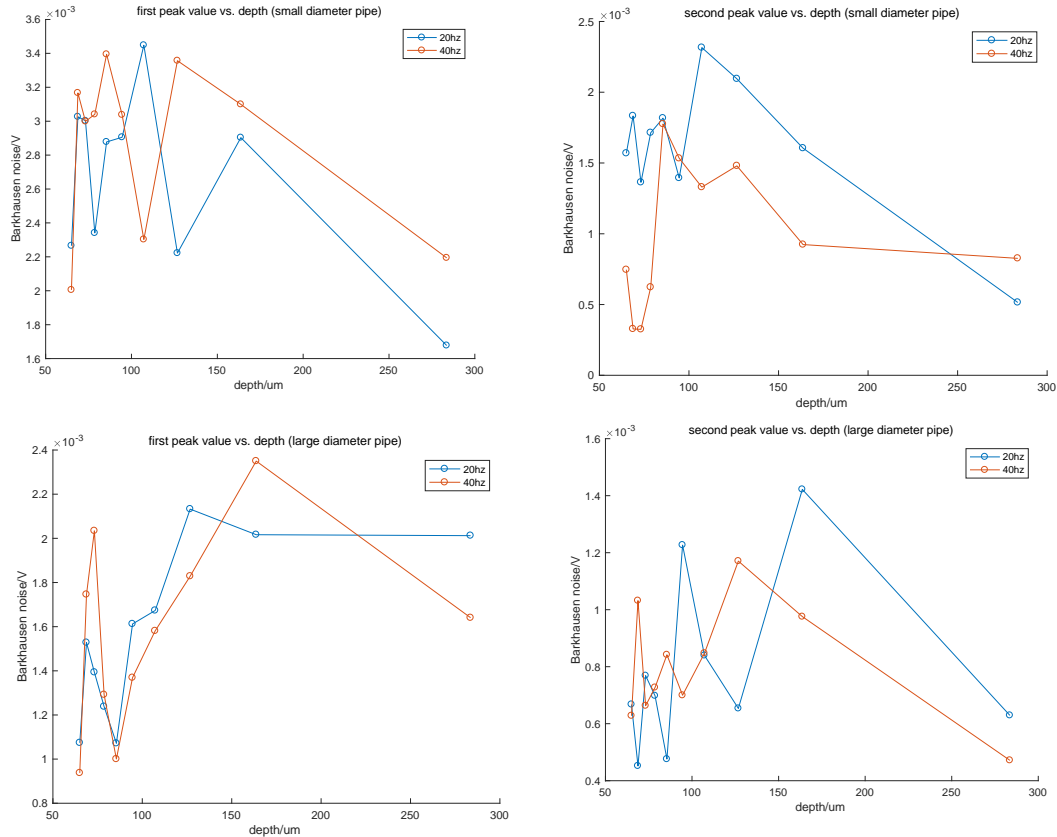 first peak value vs. depth (small diameter pipe)
×10⁻³
3.6
3.4
3.2
3
2.8
2.6
2.4
2.2
2
1.8
1.6
Barkhausen noise/V
20hz
40hz
50 100 150 200 250 300
depth/um
second peak value vs. depth (small diameter pipe)
×10⁻³
2.5
2
1.5
1
0.5
0
Barkhausen noise/V
20hz
40hz
50 100 150 200 250 300
depth/um
first peak value vs. depth (large diameter pipe)
×10⁻³
2.4
2.2
2
1.8
1.6
1.4
1.2
1
0.8
Barkhausen noise/V
20hz
40hz
50 100 150 200 250 300
depth/um
second peak value vs. depth (large diameter pipe)
×10⁻³
1.6
1.4
1.2
1
0.8
0.6
0.4
Barkhausen noise/V
20hz
40hz
50 100 150 200 250 300
depth/um